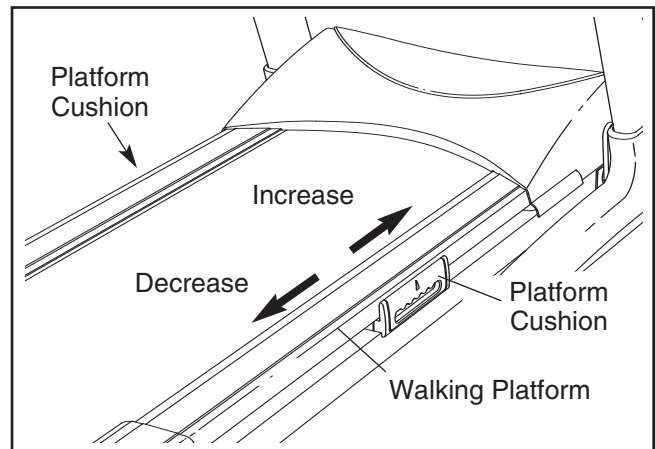 Platform
Cushion
Increase
Decrease
Platform
Cushion
Walking Platform